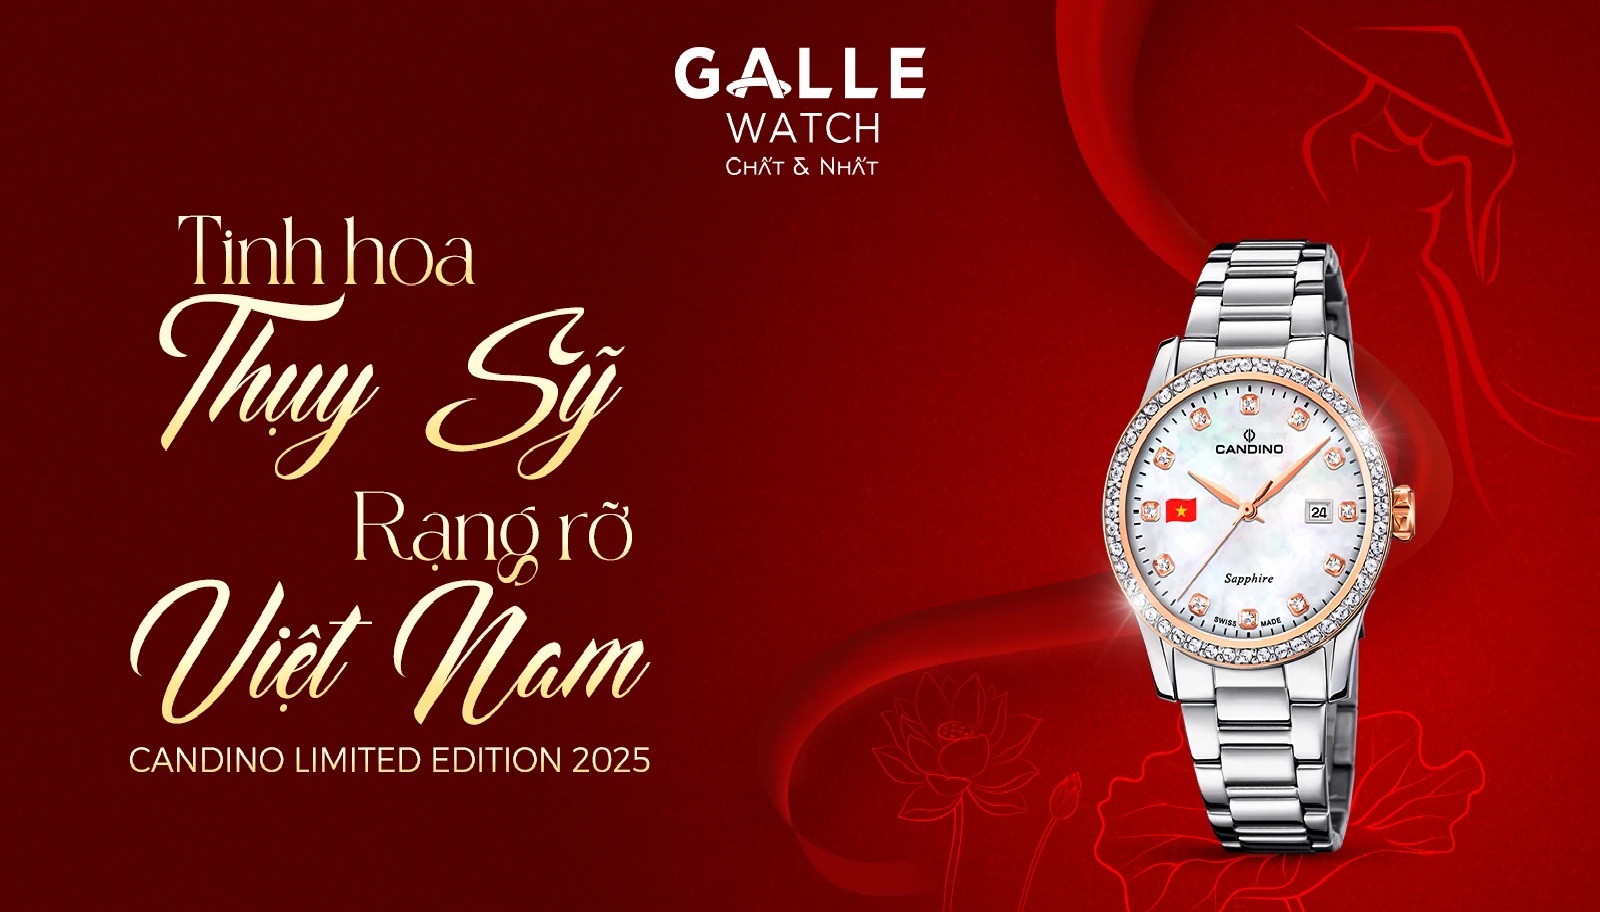 GALLE
WATCH
CHẤT & NHẤT
Tinh hoa
Thụy Sỹ
Rạng rỡ
Việt Nam
CANDINO LIMITED EDITION 2025
CANDINO
24
Sapphire
SWISS MADE